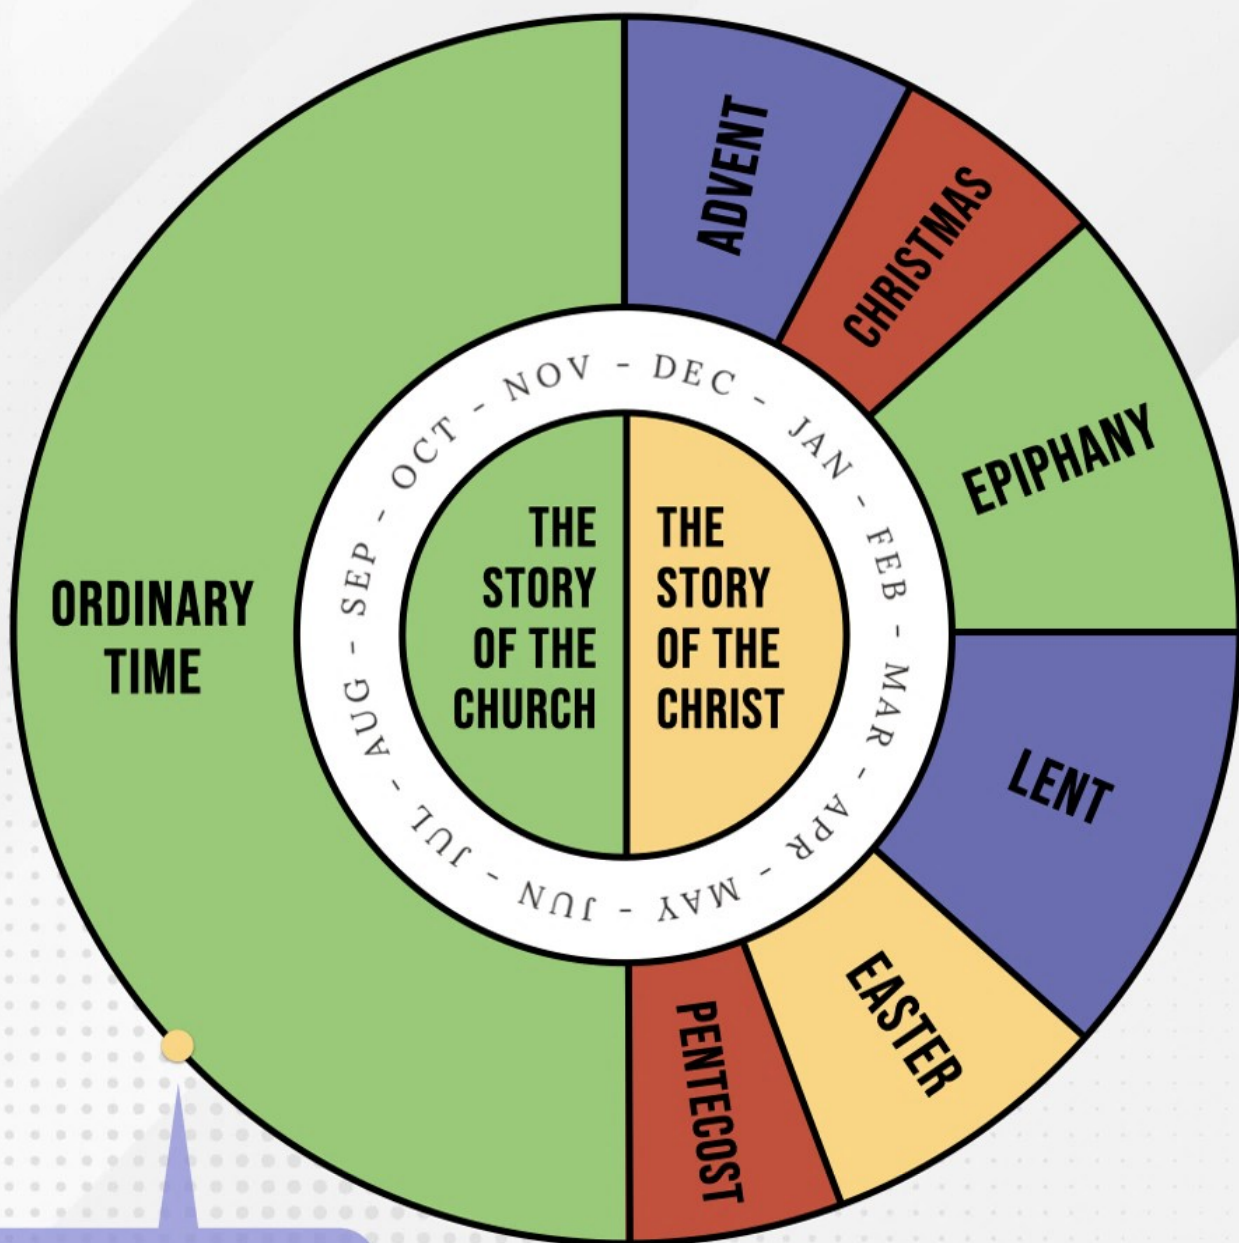 ADVENT
CHRISTMAS
EPIPHANY
LENT
EASTER
PENTECOST
ORDINARY
TIME
DEC - JAN - FEB - MAR - APR - MAY - JUN - JUL - AUG - SEP - OCT - NOV -
THE
STORY
OF THE
CHURCH
THE
STORY
OF THE
CHRIST